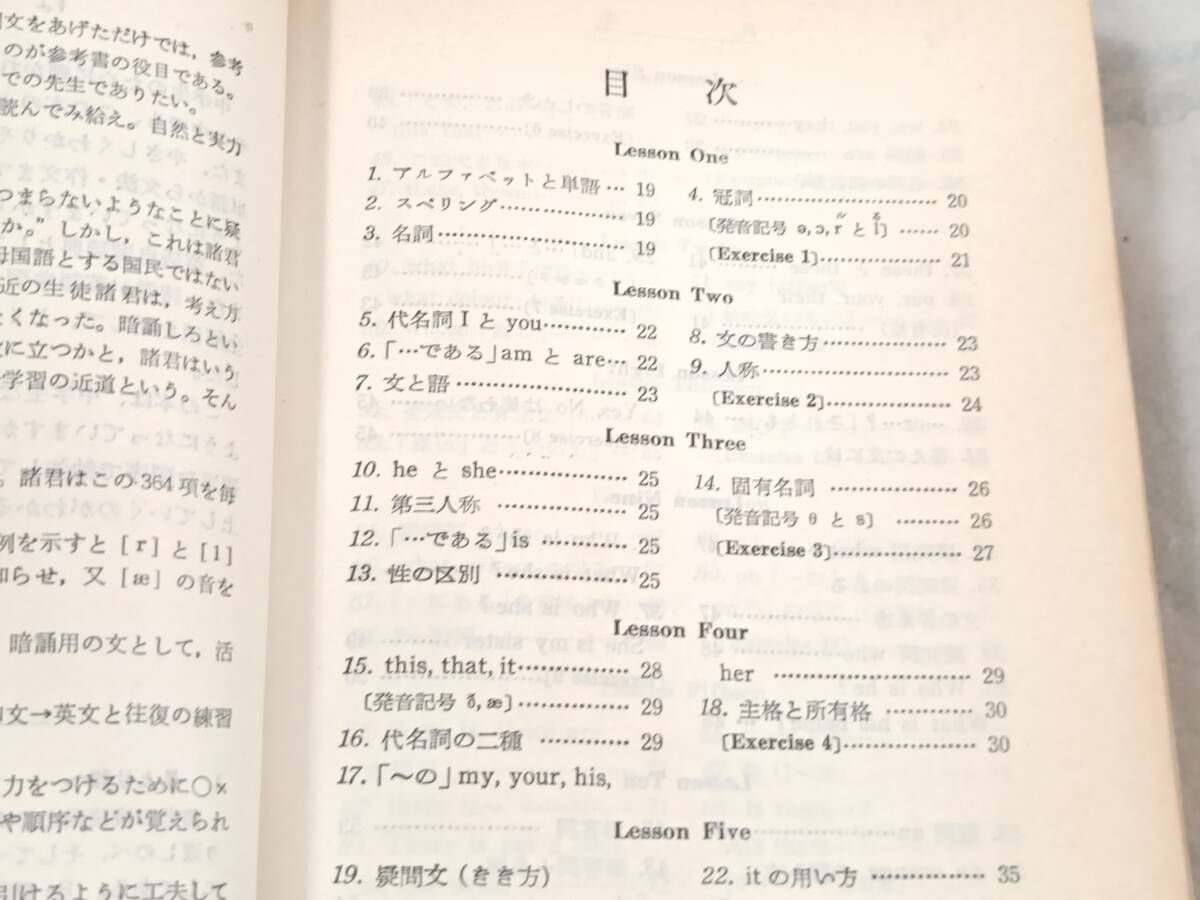 文をあげただけでは，参考
のが参考書の役目である。
での先生でありたい。
読んでみ給え。自然と実力
つまらないようなことに疑
か。”しかし，これは諸君
母国語とする国民ではない
近の生徒諸君は，考え方
くなった。暗誦しろとい
に立つかと，諸君はいう
学習の近道という。そん
。諸君はこの364項を毎
例を示すと［r］と［l］
知らせ，又［æ］の音を
暗誦用の文として，活
文→英文と往復の練習
力をつけるために○×
や順序などが覚えられ
引けるように工夫して
目　次
Lesson One
1. アルファベットと単語… 19
2. スペリング……………… 19
3. 名詞…………………… 19
4. 冠詞…………………… 20
〔発音記号 ə, ɔ, rル と lる〕…… 20
〔Exercise 1〕……………… 21
Lesson Two
5. 代名詞 I と you………… 22
6.「…である」am と are… 22
7. 文と語………………… 23
8. 文の書き方……………… 23
9. 人称…………………… 23
〔Exercise 2〕……………… 24
Lesson Three
10. he と she……………… 25
11. 第三人称……………… 25
12.「…である」is ………… 25
13. 性の区別……………… 25
14. 固有名詞……………… 26
〔発音記号 θ と s〕……… 26
〔Exercise 3〕……………… 27
Lesson Four
15. this, that, it…………… 28
〔発音記号 ð, æ〕…………… 29
16. 代名詞の二種………… 29
17.「～の」my, your, his,
her ……………………… 29
18. 主格と所有格………… 30
〔Exercise 4〕……………… 30
Lesson Five
19. 疑問文（きき方）
22. it の用い方…………… 35